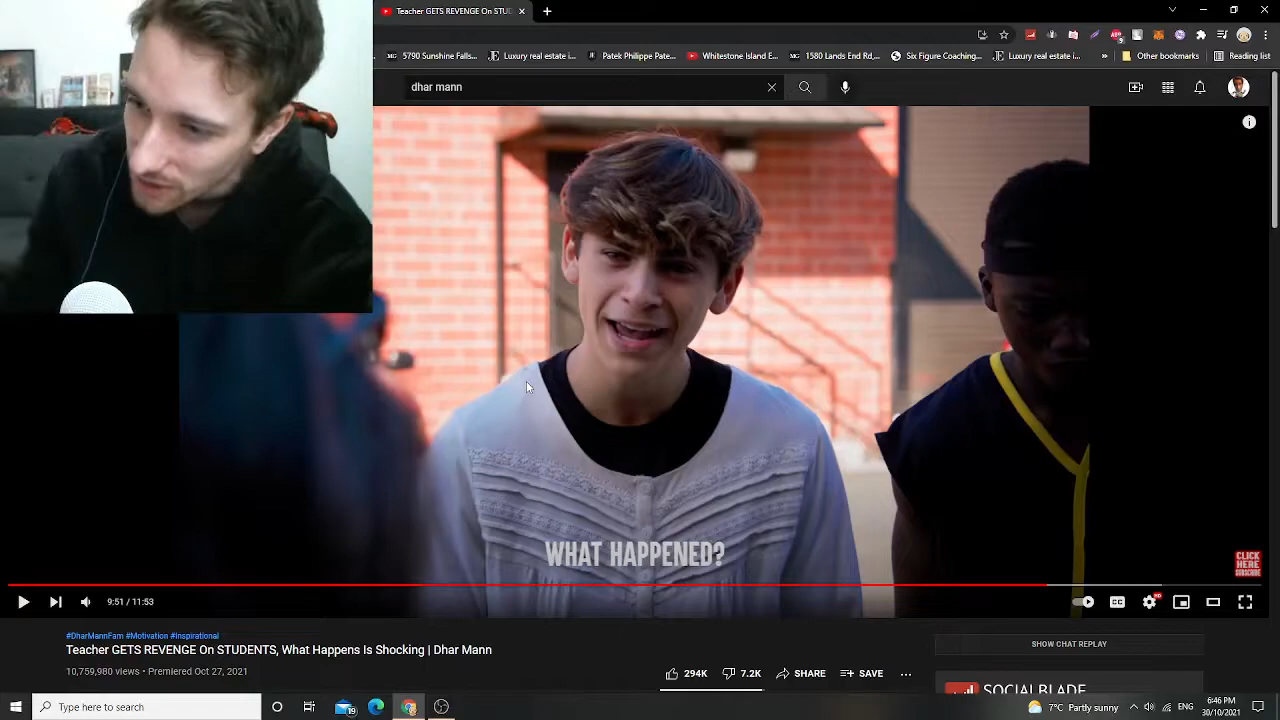 Teacher GETS REVENGE On STUD
5790 Sunshine Falls...
Luxury real estate i...
Patek Philippe Pate...
Whitestone Island E...
1580 Lands End Rd,...
Six Figure Coaching...
Luxury real estate i...
Other bookmarks
Reading list
dhar mann
WHAT HAPPENED?
CLICK
HERE
SUBSCRIBE
9:51 / 11:53
HD
#DharMannFam #Motivation #Inspirational
Teacher GETS REVENGE On STUDENTS, What Happens Is Shocking | Dhar Mann
10,759,980 views • Premiered Oct 27, 2021
294K
7.2K
SHARE
SAVE
SHOW CHAT REPLAY
SOCIALBLADE
Type here to search
19
7°C Partly sunny
6:46 PM
30/10/2021